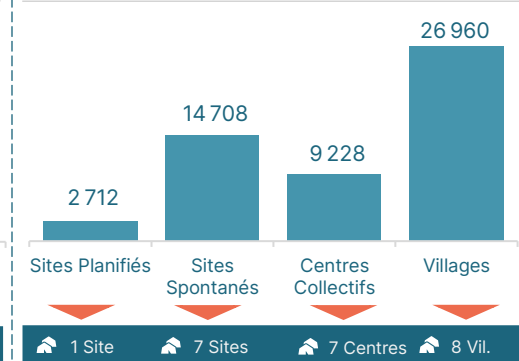 26 960
14 708
9 228
2 712
Sites Planifiés
Sites Spontanés
Centres Collectifs
Villages
1 Site
7 Sites
7 Centres
8 Vil.